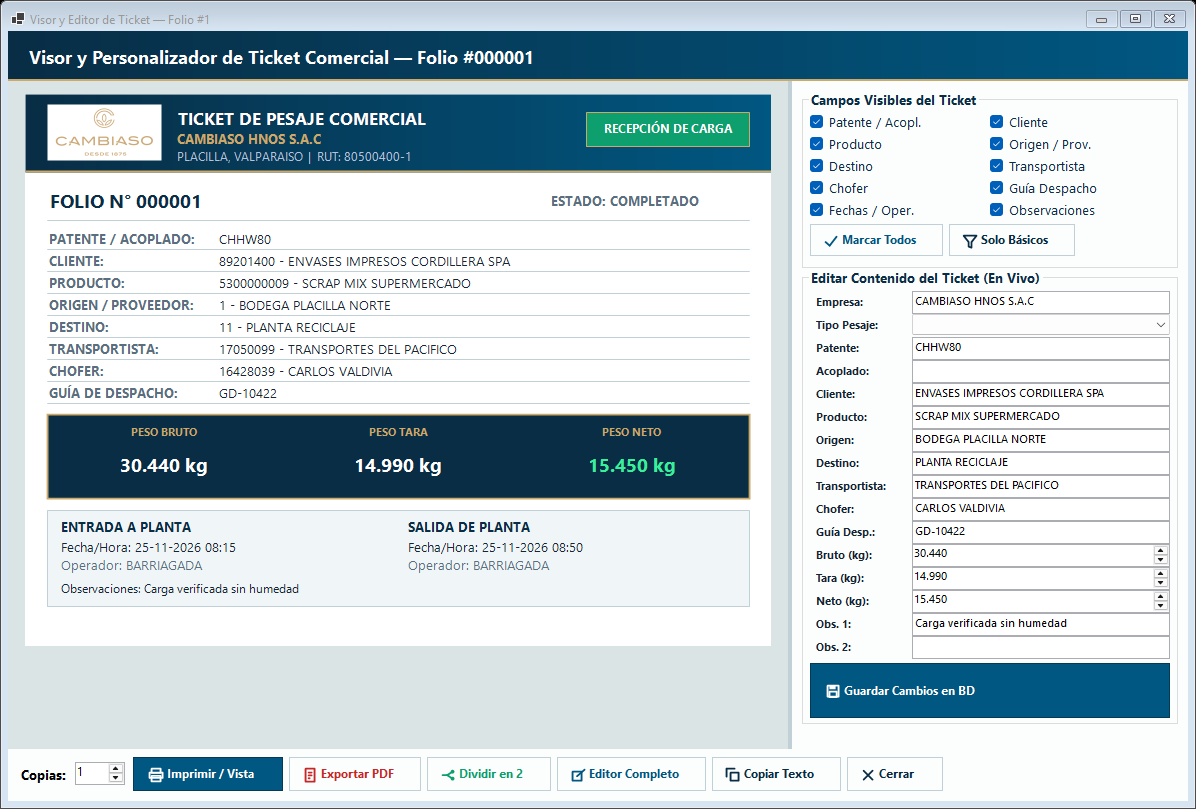 Visor y Editor de Ticket — Folio #1
Visor y Personalizador de Ticket Comercial — Folio #000001
CAMBIASO
DESDE 1875
TICKET DE PESAJE COMERCIAL
CAMBIASO HNOS S.A.C
PLACILLA, VALPARAISO | RUT: 80500400-1
RECEPCIÓN DE CARGA
FOLIO N° 000001
ESTADO: COMPLETADO
PATENTE / ACOPLADO: CHHW80
CLIENTE: 89201400 - ENVASES IMPRESOS CORDILLERA SPA
PRODUCTO: 5300000009 - SCRAP MIX SUPERMERCADO
ORIGEN / PROVEEDOR: 1 - BODEGA PLACILLA NORTE
DESTINO: 11 - PLANTA RECICLAJE
TRANSPORTISTA: 17050099 - TRANSPORTES DEL PACIFICO
CHOFER: 16428039 - CARLOS VALDIVIA
GUÍA DE DESPACHO: GD-10422
PESO BRUTO PESO TARA PESO NETO
30.440 kg 14.990 kg 15.450 kg
ENTRADA A PLANTA
Fecha/Hora: 25-11-2026 08:15
Operador: BARRIAGADA
SALIDA DE PLANTA
Fecha/Hora: 25-11-2026 08:50
Operador: BARRIAGADA
Observaciones: Carga verificada sin humedad
Campos Visibles del Ticket
Patente / Acopl. Cliente
Producto Origen / Prov.
Destino Transportista
Chofer Guía Despacho
Fechas / Oper. Observaciones
Marcar Todos Solo Básicos
Editar Contenido del Ticket (En Vivo)
Empresa: CAMBIASO HNOS S.A.C
Tipo Pesaje:
Patente: CHHW80
Acoplado:
Cliente: ENVASES IMPRESOS CORDILLERA SPA
Producto: SCRAP MIX SUPERMERCADO
Origen: BODEGA PLACILLA NORTE
Destino: PLANTA RECICLAJE
Transportista: TRANSPORTES DEL PACIFICO
Chofer: CARLOS VALDIVIA
Guía Desp.: GD-10422
Bruto (kg): 30.440
Tara (kg): 14.990
Neto (kg): 15.450
Obs. 1: Carga verificada sin humedad
Obs. 2:
Guardar Cambios en BD
Copias: 1 Imprimir / Vista Exportar PDF Dividir en 2 Editor Completo Copiar Texto Cerrar